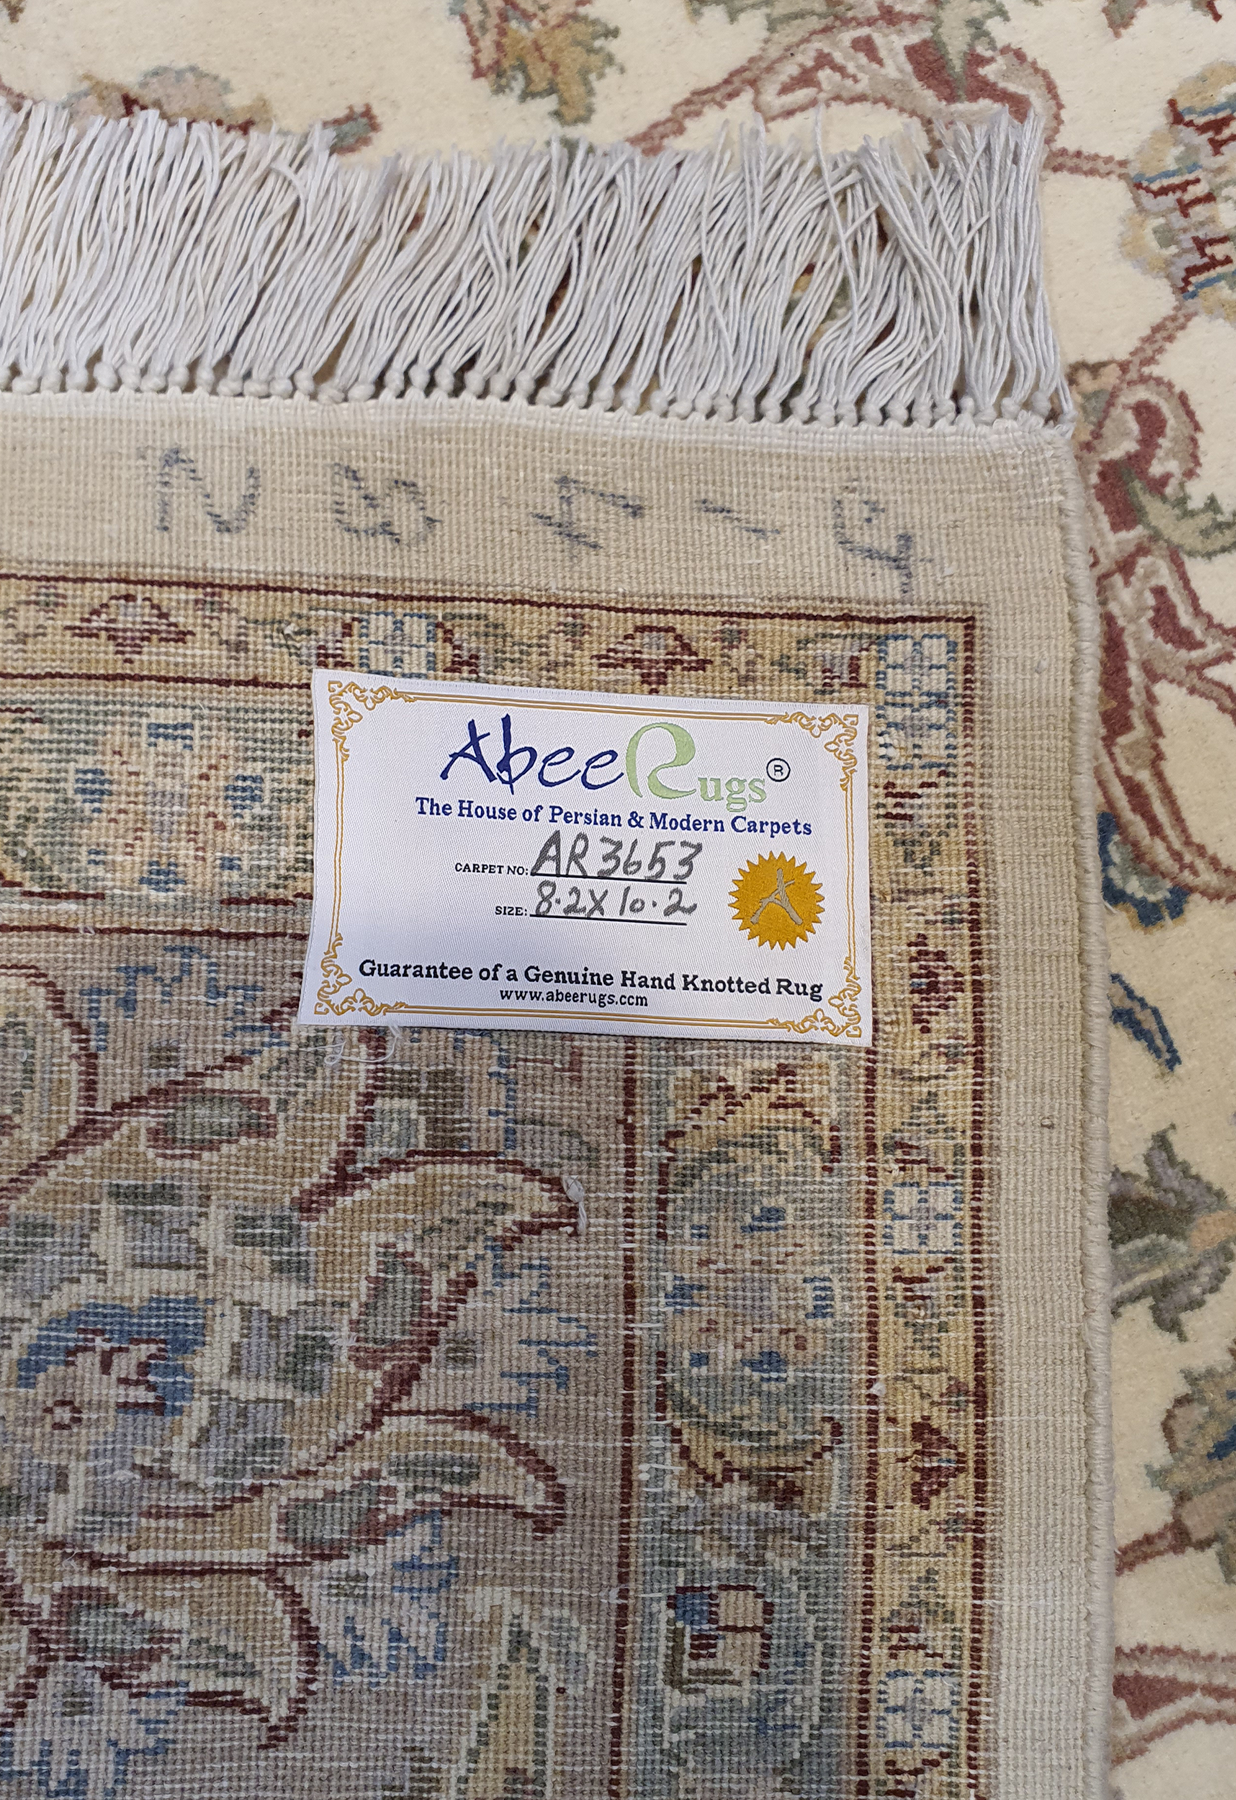 AbeeRugs®
The House of Persian & Modern Carpets
CARPET NO: AR3653
SIZE: 8.2X10.2
Guarantee of a Genuine Hand Knotted Rug
www.abeerugs.com